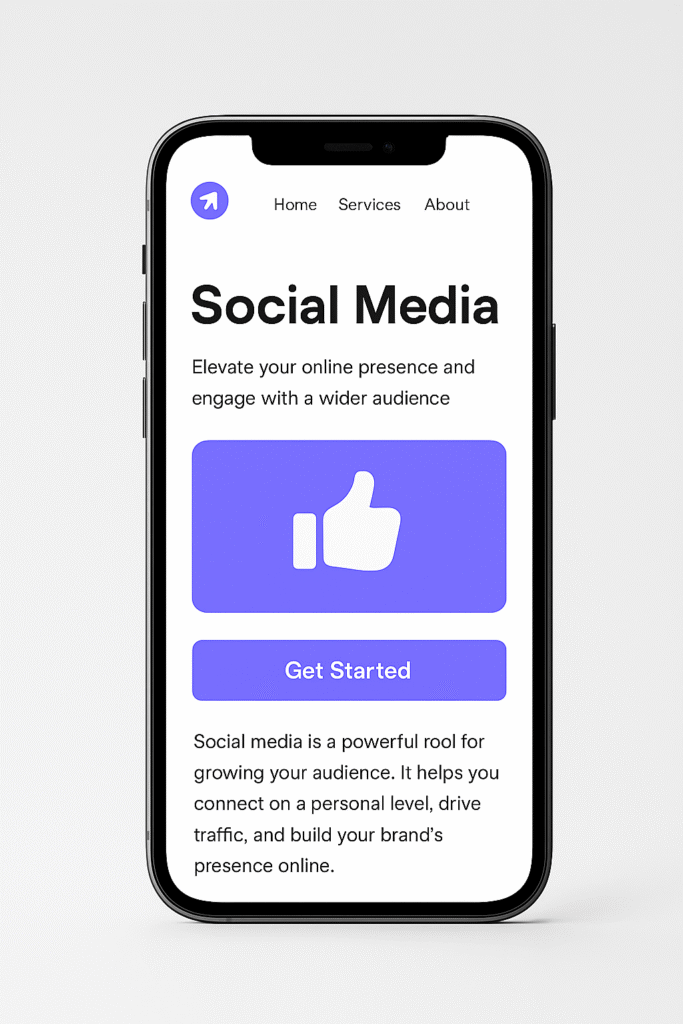 Home Services About
Social Media
Elevate your online presence and
engage with a wider audience
Get Started
Social media is a powerful rool for
growing your audience. It helps you
connect on a personal level, drive
traffic, and build your brand's
presence online.